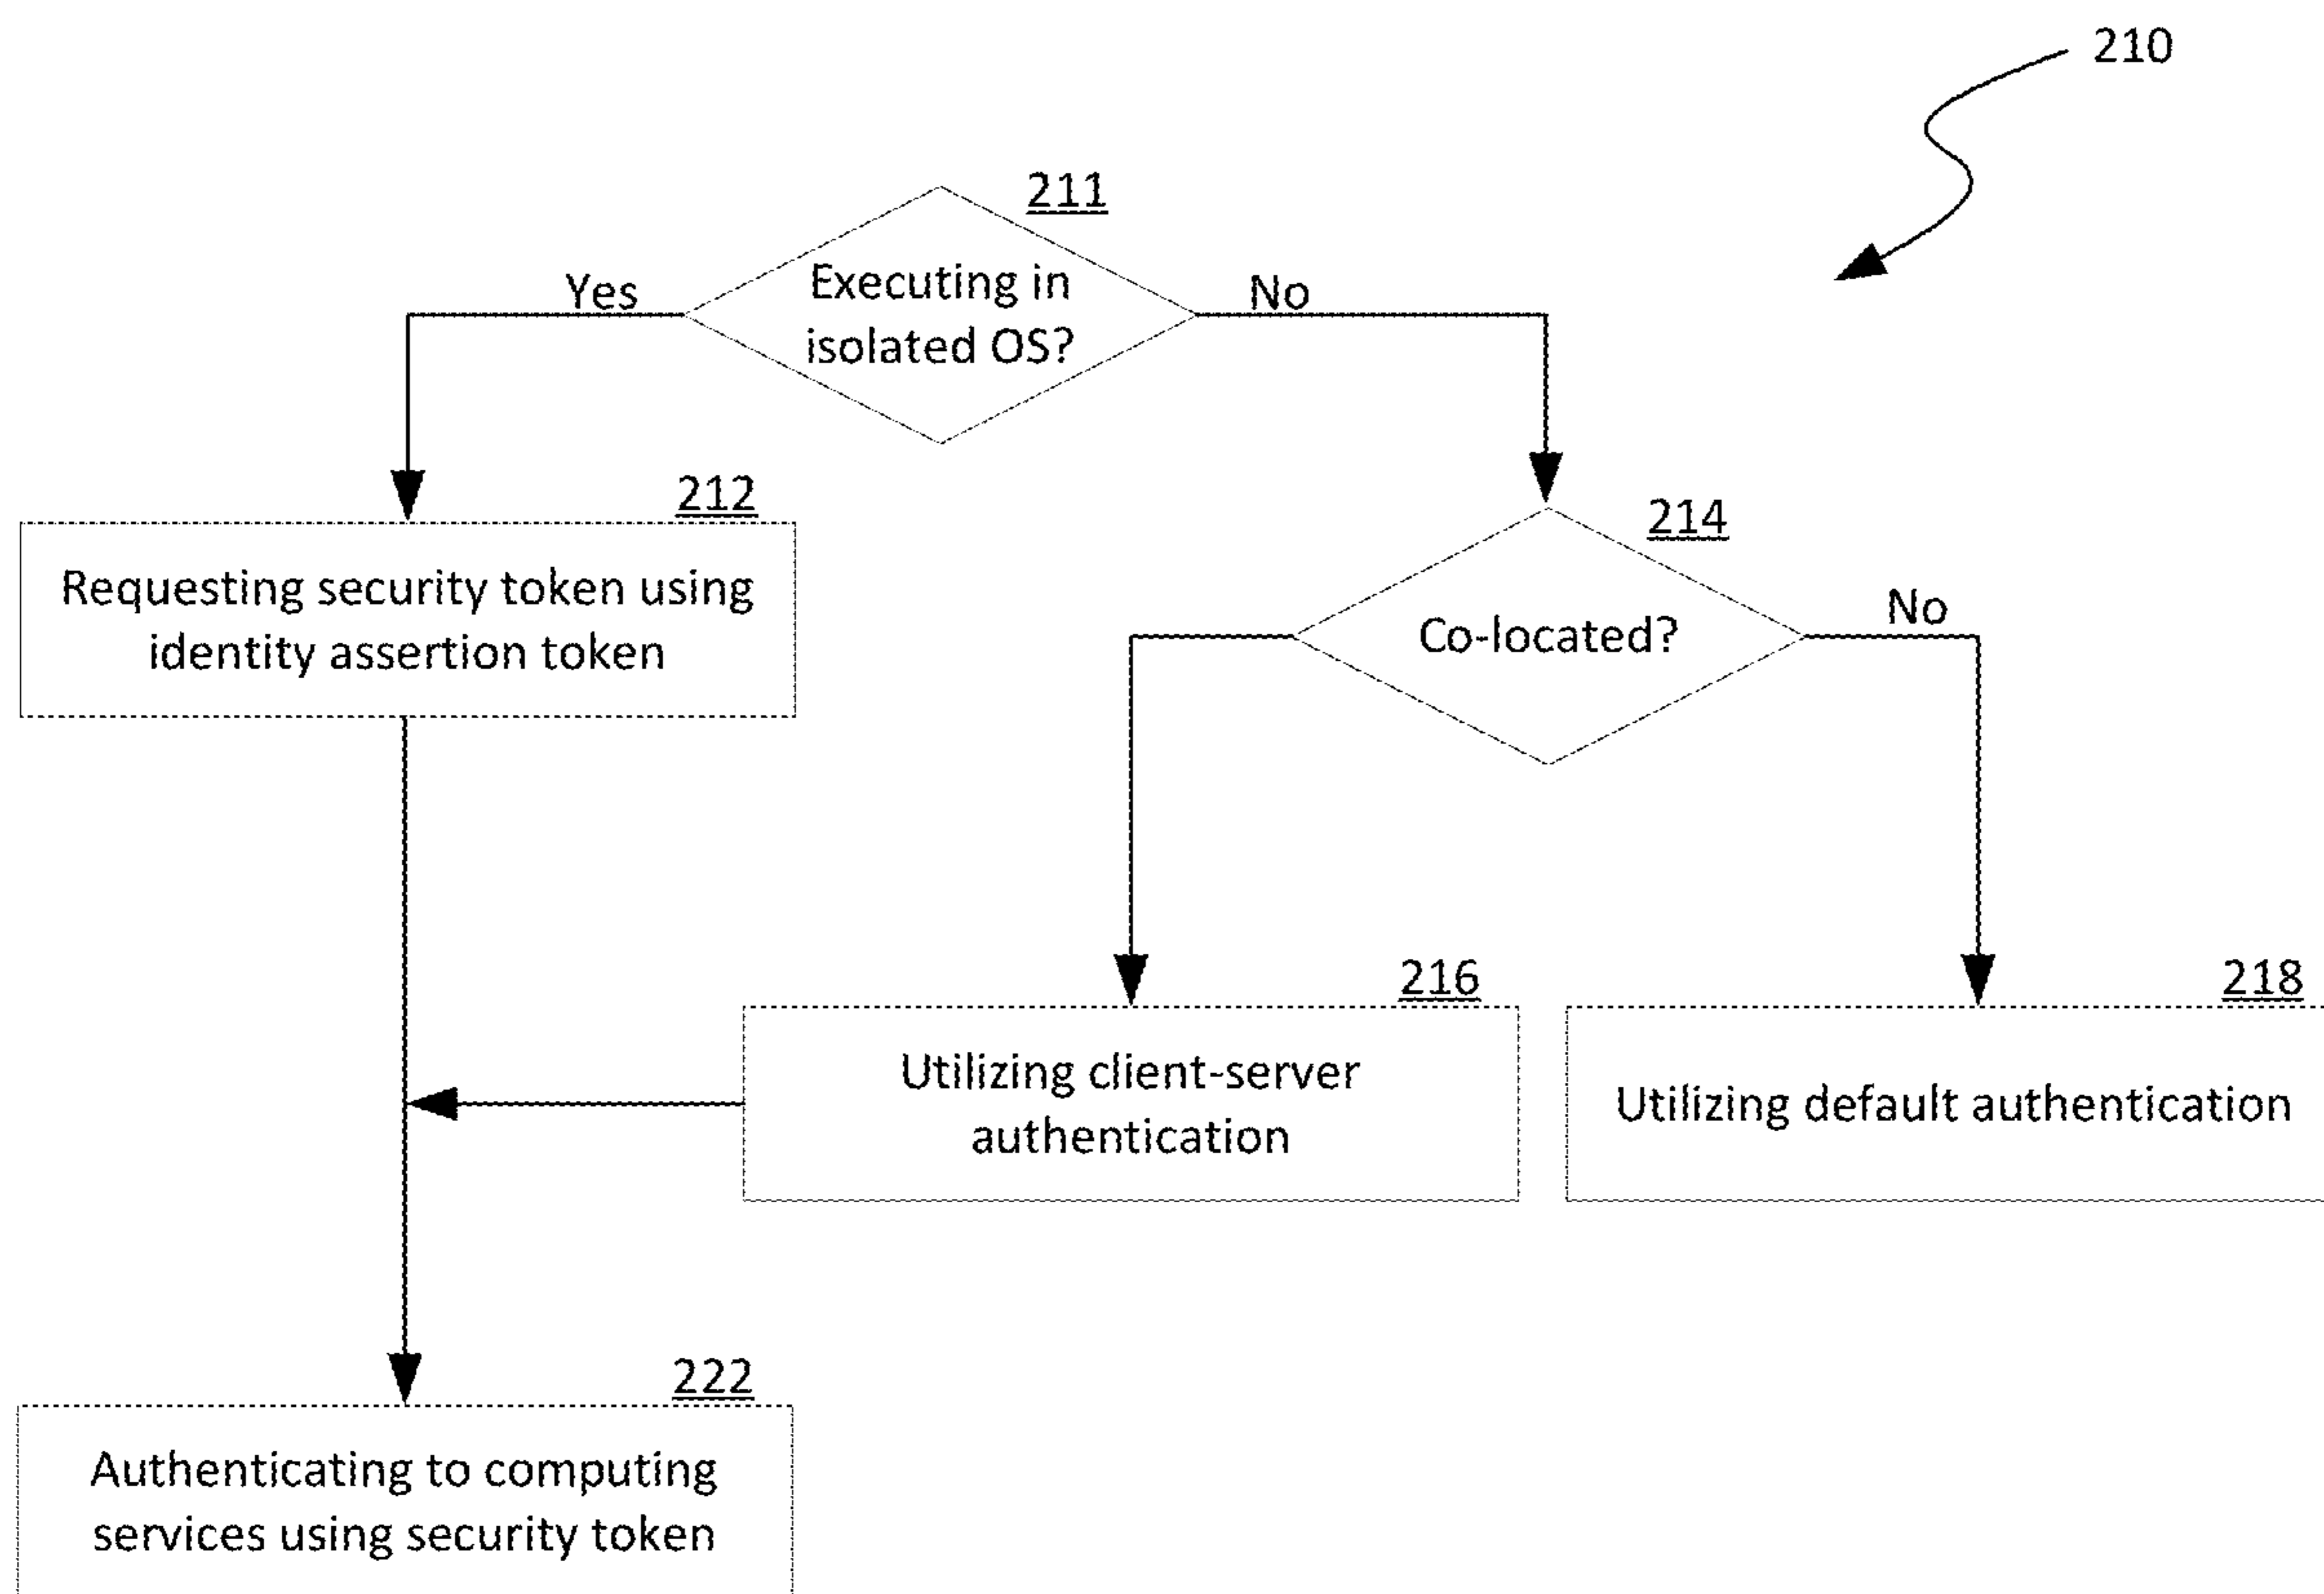 210
211
Yes
Executing in
isolated OS?
No
212
Requesting security token using
identity assertion token
214
Co-located?
No
216
Utilizing client-server
authentication
218
Utilizing default authentication
222
Authenticating to computing
services using security token